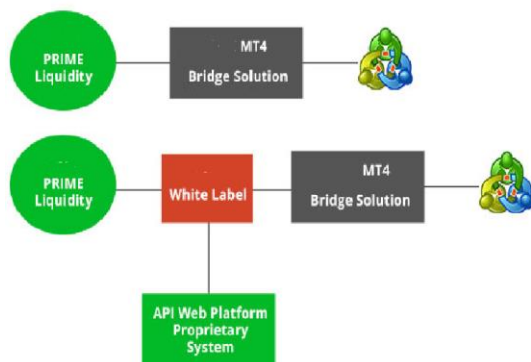 PRIME
Liquidity
MT4
Bridge Solution
PRIME
Liquidity
White Label
MT4
Bridge Solution
API Web Platform
Proprietary
System